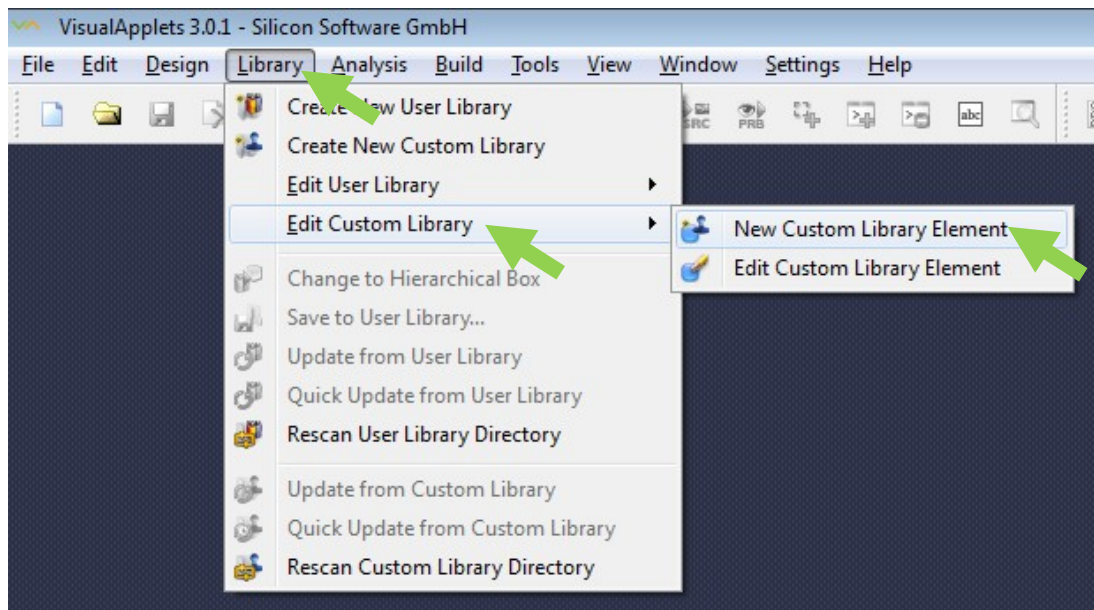 VisualApplets 3.0.1 - Silicon Software GmbH
File Edit Design Library Analysis Build Tools View Window Settings Help
SRC PRB abc
Create New User Library
Create New Custom Library
Edit User Library
Edit Custom Library
New Custom Library Element
Edit Custom Library Element
Change to Hierarchical Box
Save to User Library...
Update from User Library
Quick Update from User Library
Rescan User Library Directory
Update from Custom Library
Quick Update from Custom Library
Rescan Custom Library Directory